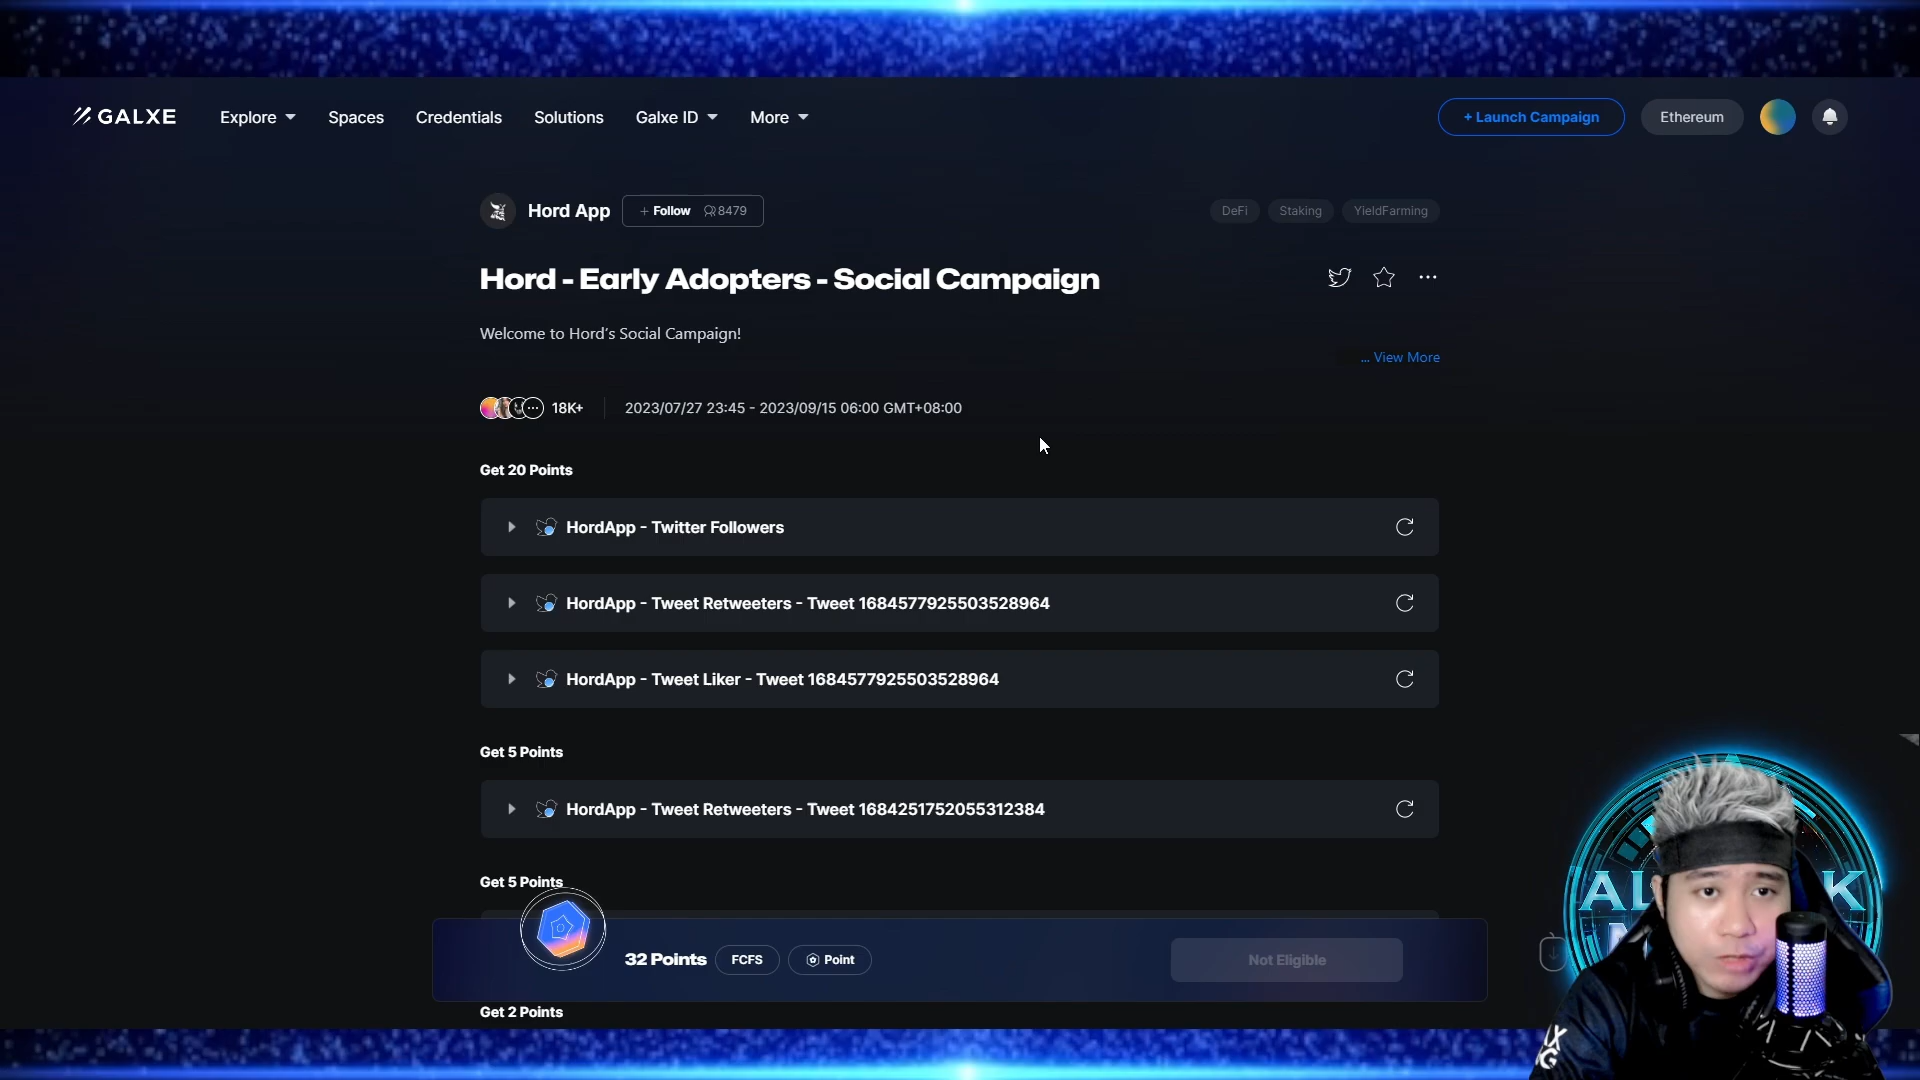 GALXE
Explore
Spaces
Credentials
Solutions
Galxe ID
More
+ Launch Campaign
Ethereum
Hord App
+ Follow 8479
DeFi
Staking
YieldFarming
Hord - Early Adopters - Social Campaign
Welcome to Hord's Social Campaign!
... View More
18K+
2023/07/27 23:45 - 2023/09/15 06:00 GMT+08:00
Get 20 Points
HordApp - Twitter Followers
HordApp - Tweet Retweeters - Tweet 1684577925503528964
HordApp - Tweet Liker - Tweet 1684577925503528964
Get 5 Points
HordApp - Tweet Retweeters - Tweet 1684251752055312384
Get 5 Points
32 Points
FCFS
Point
Not Eligible
Get 2 Points